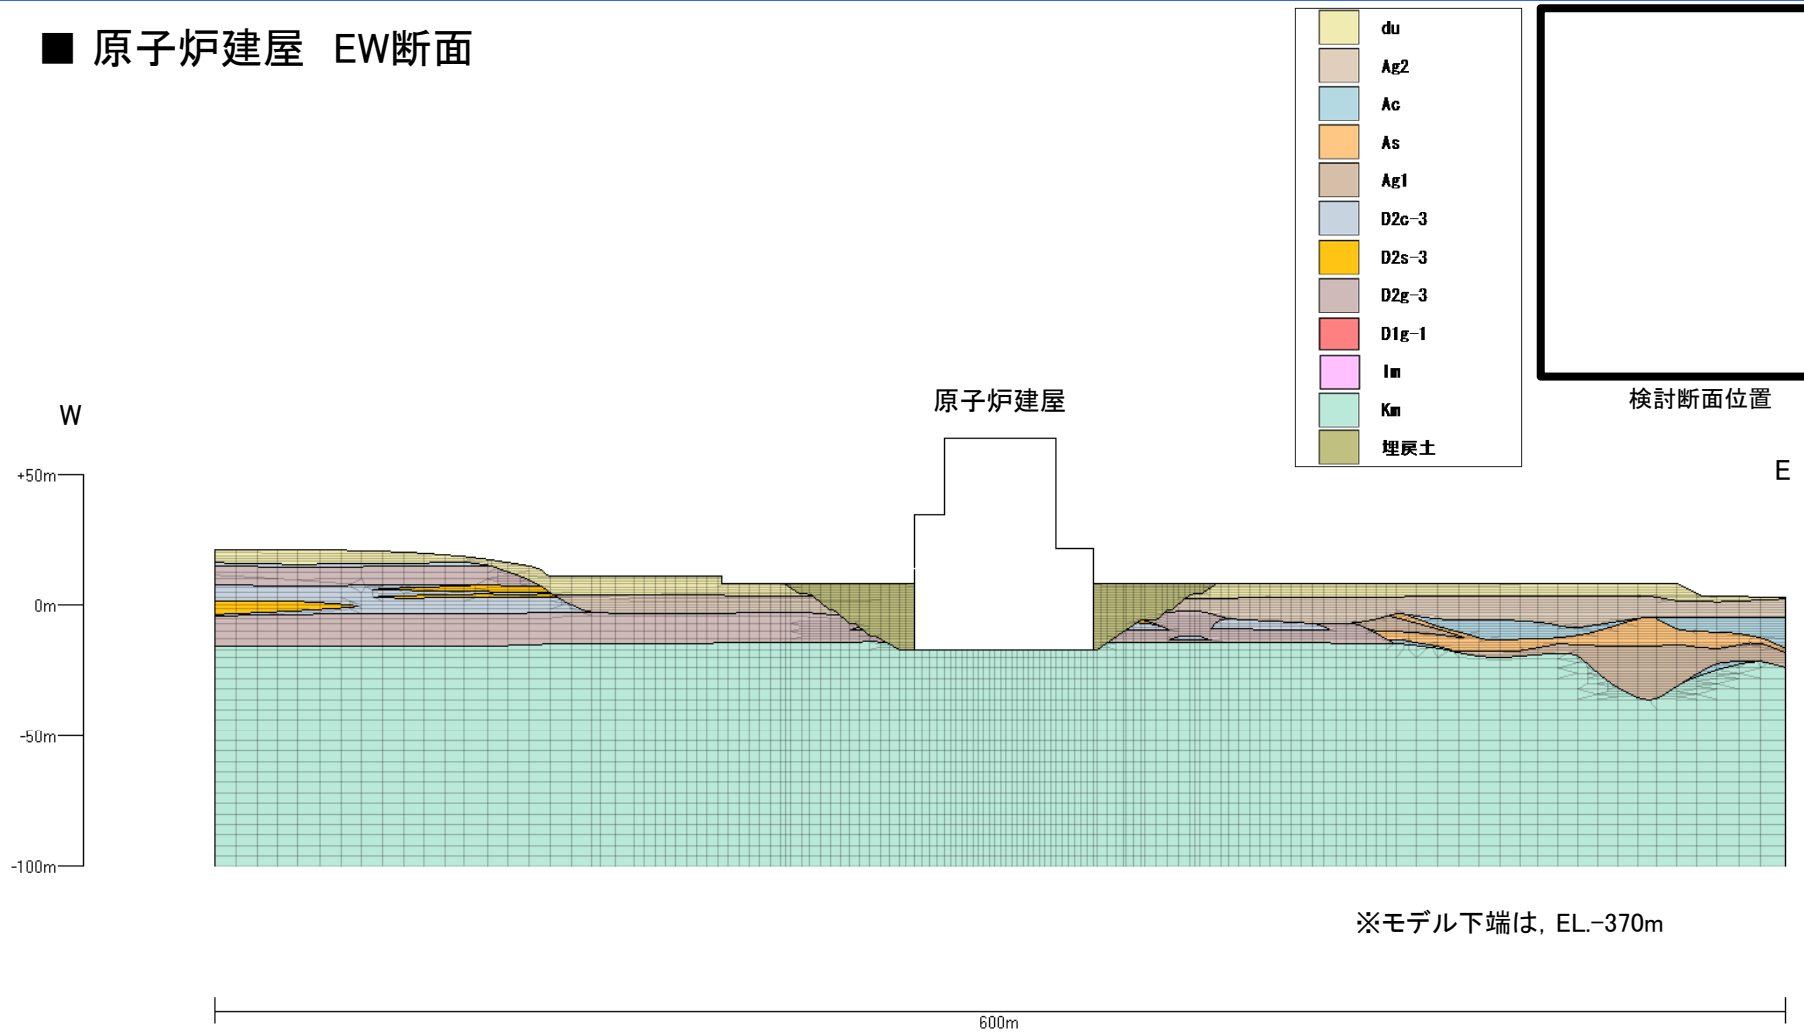 ■ 原子炉建屋 EW断面
du
Ag2
Ac
As
Ag1
D2c-3
D2s-3
D2g-3
D1g-1
lm
Km
埋戻土
検討断面位置
原子炉建屋
W
E
+50m
0m
-50m
-100m
※モデル下端は, EL.-370m
600m